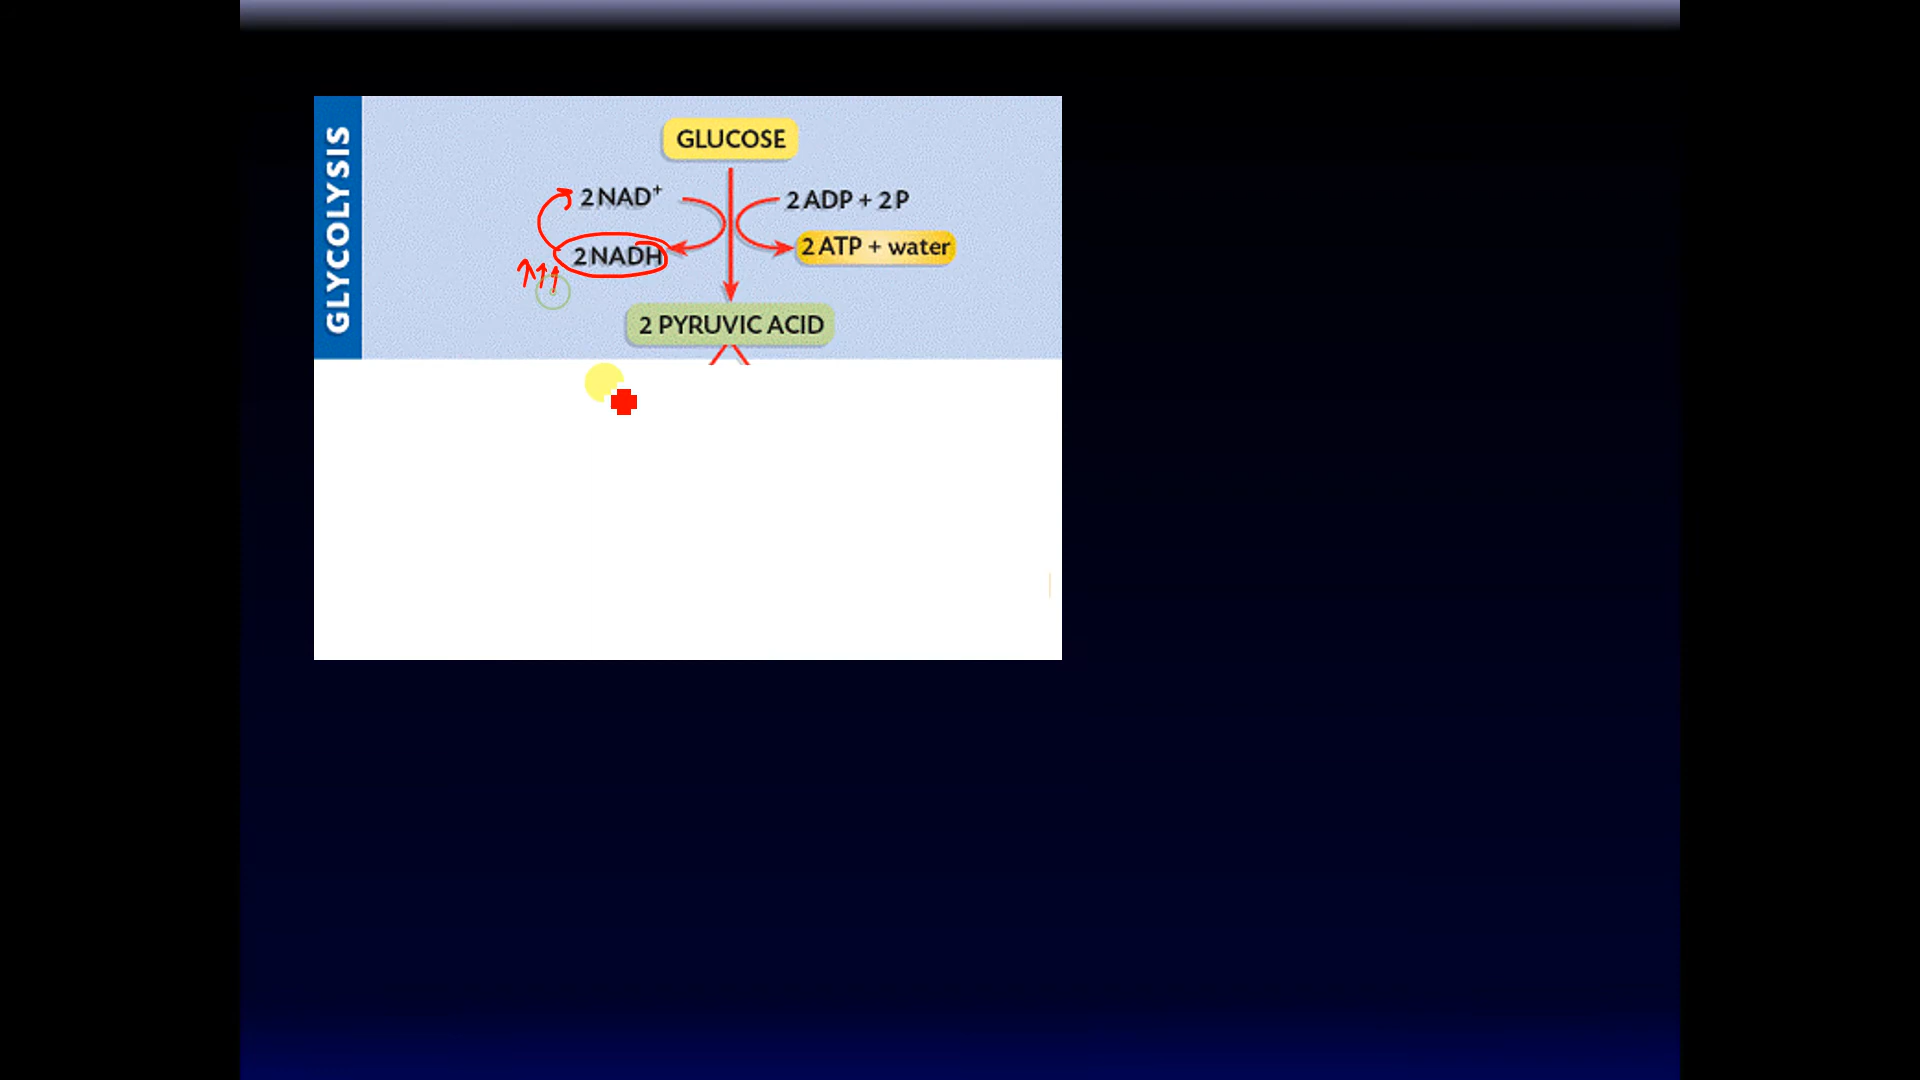 GLYCOLYSIS
GLUCOSE
2 NAD+
2 ADP + 2 P
2 NADH
2 ATP + water
2 PYRUVIC ACID